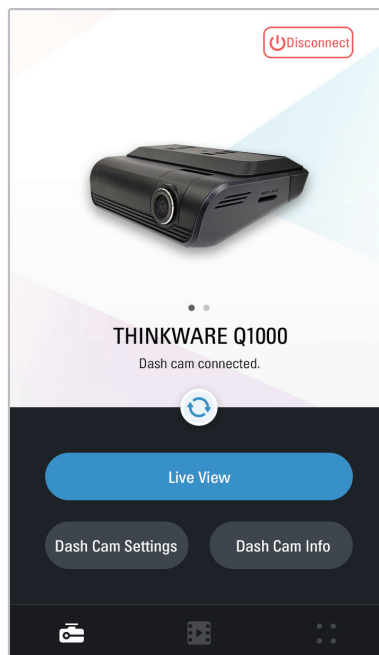 Disconnect
THINKWARE Q1000
Dash cam connected.
Live View
Dash Cam Settings
Dash Cam Info